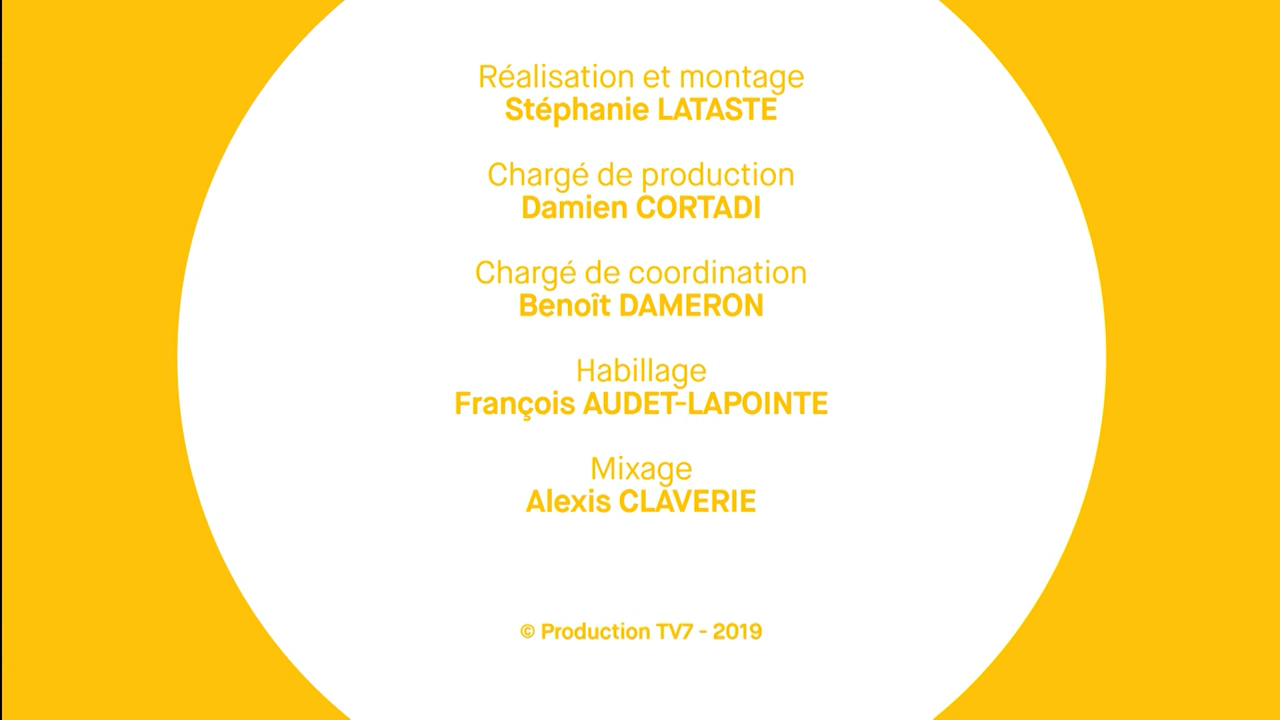 Réalisation et montage
Stéphanie LATASTE
Chargé de production
Damien CORTADI
Chargé de coordination
Benoît DAMERON
Habillage
François AUDET-LAPOINTE
Mixage
Alexis CLAVERIE
© Production TV7 - 2019